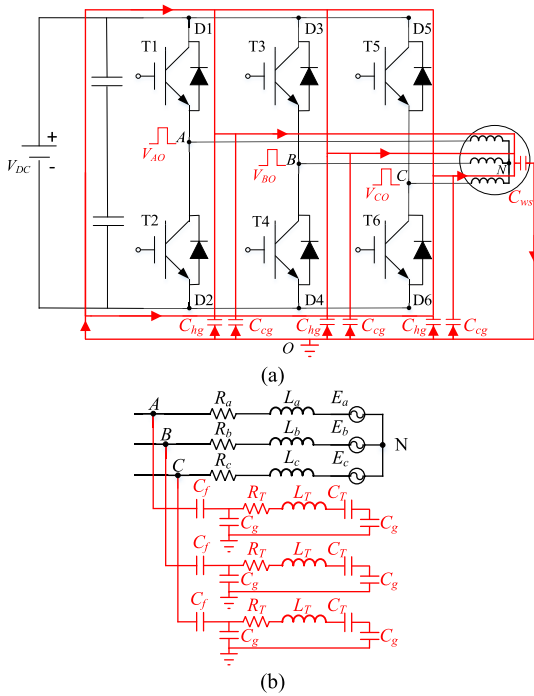 D1 D3 D5
T1 T3 T5
+
V_DC
-
V_AO A
V_BO B
V_CO C
N
C_ws
T2 T4 T6
D2 D4 D6
C_hg C_cg C_hg C_cg C_hg C_cg
O
(a)
A R_a L_a E_a
B R_b L_b E_b N
C R_c L_c E_c
C_f R_T L_T C_T
C_g C_g
C_f R_T L_T C_T
C_g C_g
C_f R_T L_T C_T
C_g C_g
(b)